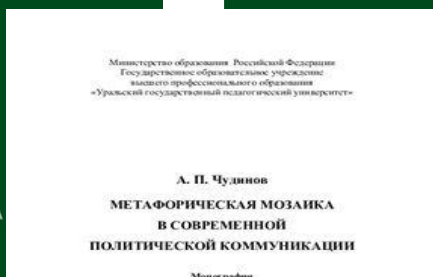 Министерство образования Российской Федерации
Государственное образовательное учреждение
высшего профессионального образования
«Уральский государственный педагогический университет»
А. П. Чудинов
МЕТАФОРИЧЕСКАЯ МОЗАИКА
В СОВРЕМЕННОЙ
ПОЛИТИЧЕСКОЙ КОММУНИКАЦИИ
Монография